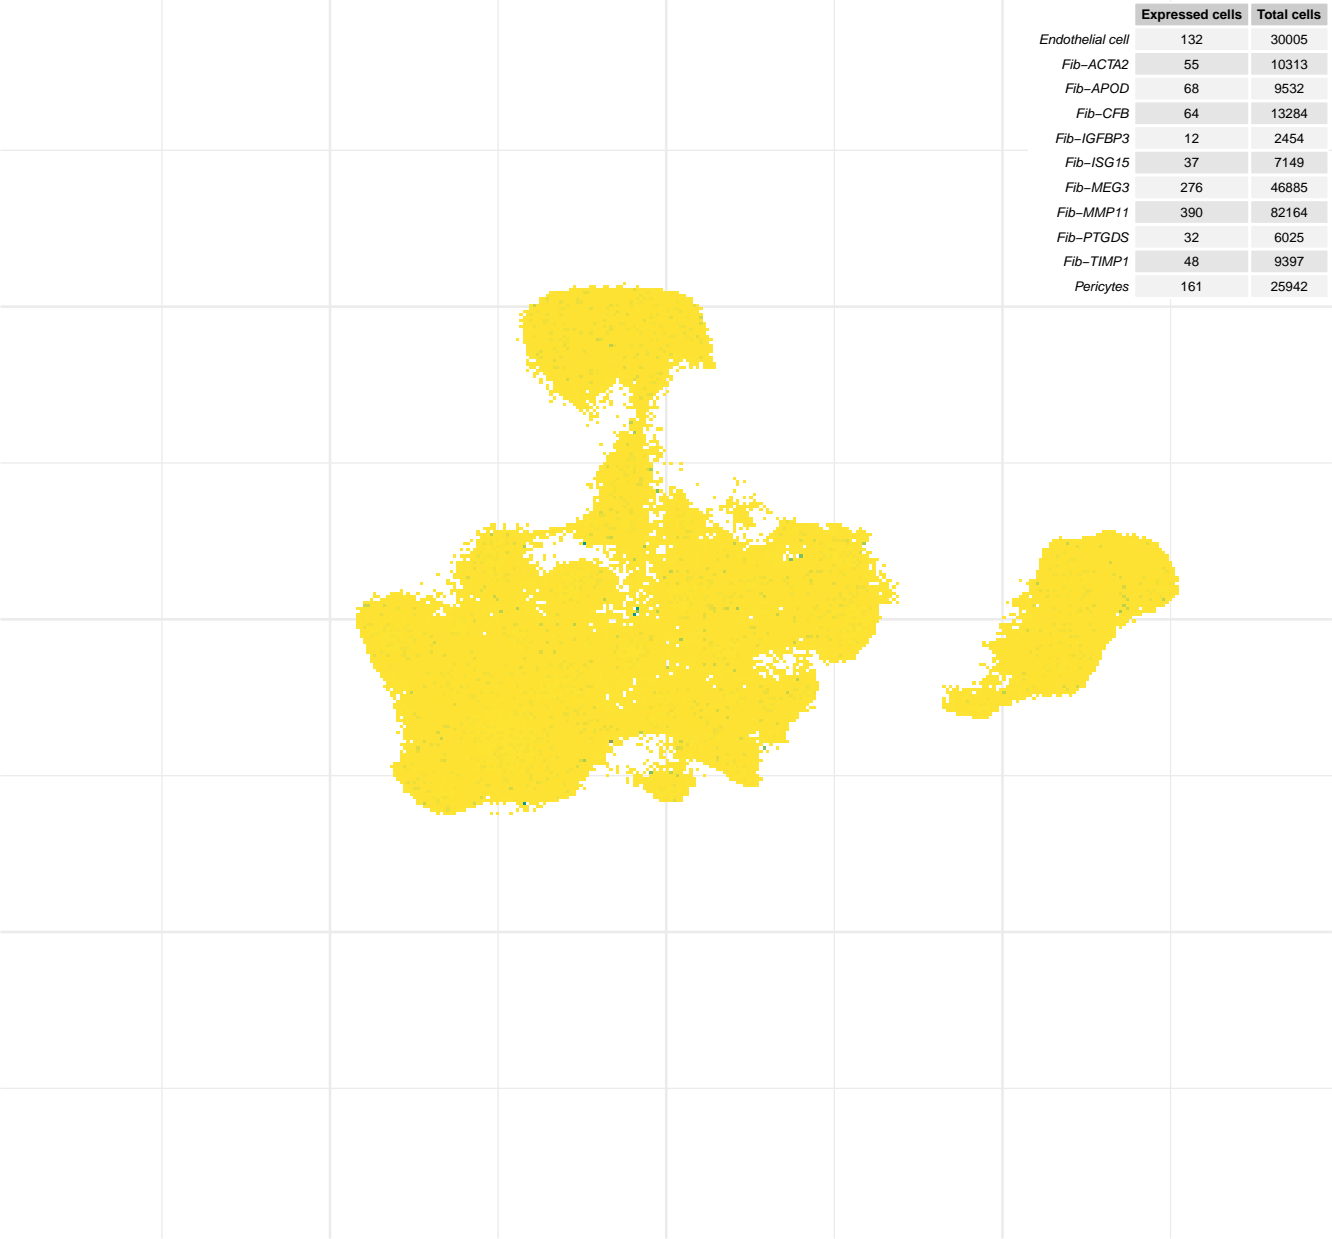 Expressed cells Total cells
Endothelial cell 132 30005
Fib−ACTA2 55 10313
Fib−APOD 68 9532
Fib−CFB 64 13284
Fib−IGFBP3 12 2454
Fib−ISG15 37 7149
Fib−MEG3 276 46885
Fib−MMP11 390 82164
Fib−PTGDS 32 6025
Fib−TIMP1 48 9397
Pericytes 161 25942